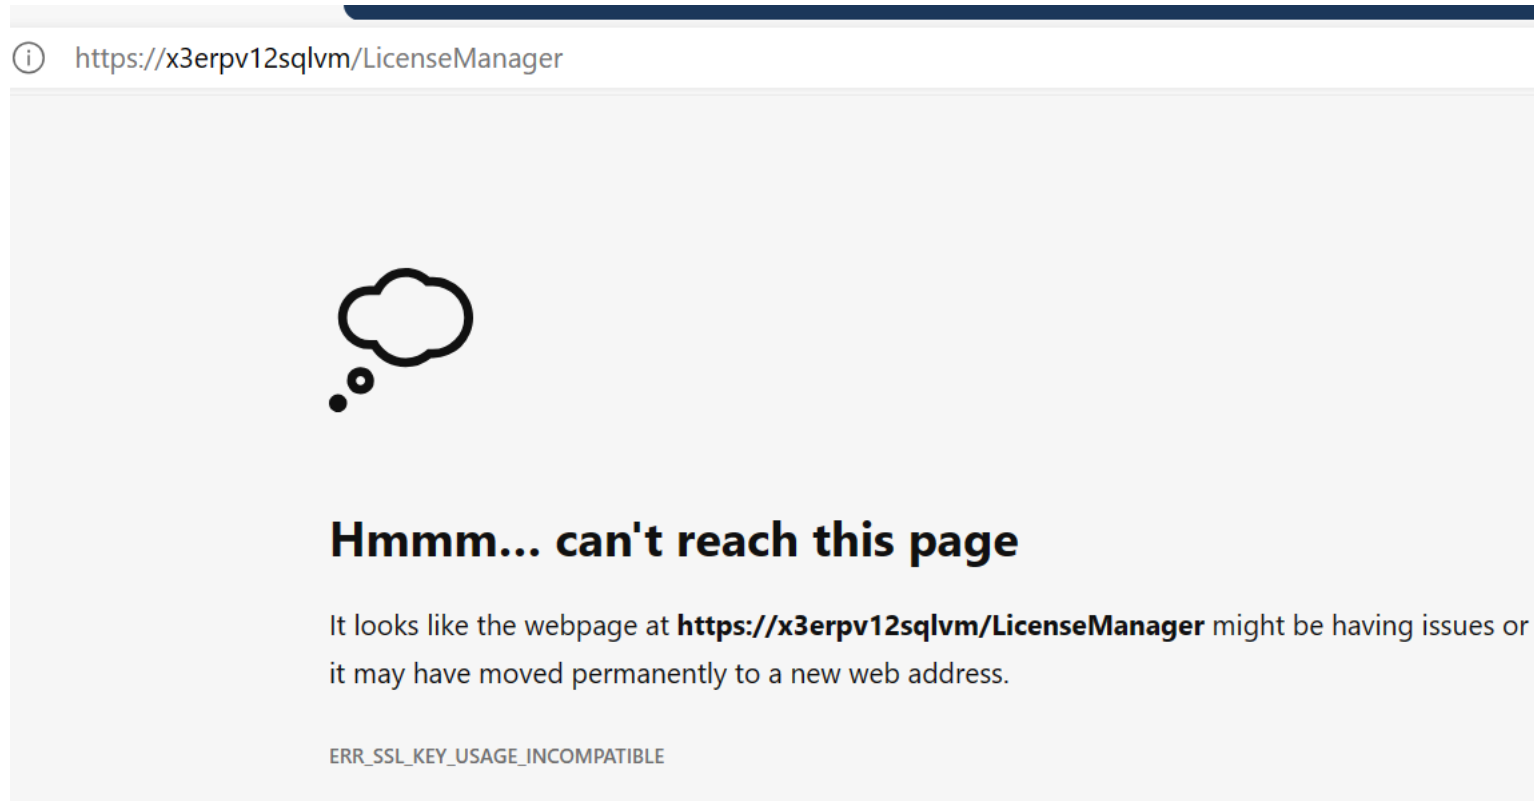 https://x3erpv12sqlvm/LicenseManager
Hmmm... can't reach this page
It looks like the webpage at https://x3erpv12sqlvm/LicenseManager might be having issues or
it may have moved permanently to a new web address.
ERR_SSL_KEY_USAGE_INCOMPATIBLE